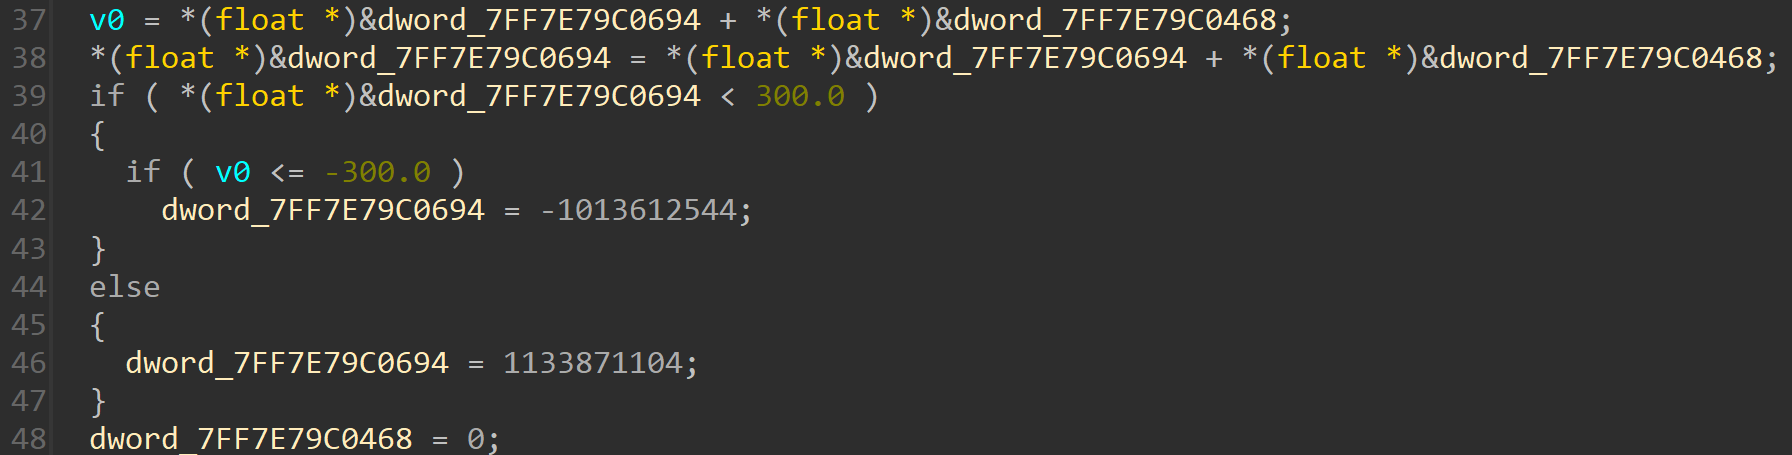 37 v0 = *(float *)&dword_7FF7E79C0694 + *(float *)&dword_7FF7E79C0468;
38 *(float *)&dword_7FF7E79C0694 = *(float *)&dword_7FF7E79C0694 + *(float *)&dword_7FF7E79C0468;
39 if ( *(float *)&dword_7FF7E79C0694 < 300.0 )
40 {
41 if ( v0 <= -300.0 )
42 dword_7FF7E79C0694 = -1013612544;
43 }
44 else
45 {
46 dword_7FF7E79C0694 = 1133871104;
47 }
48 dword_7FF7E79C0468 = 0;